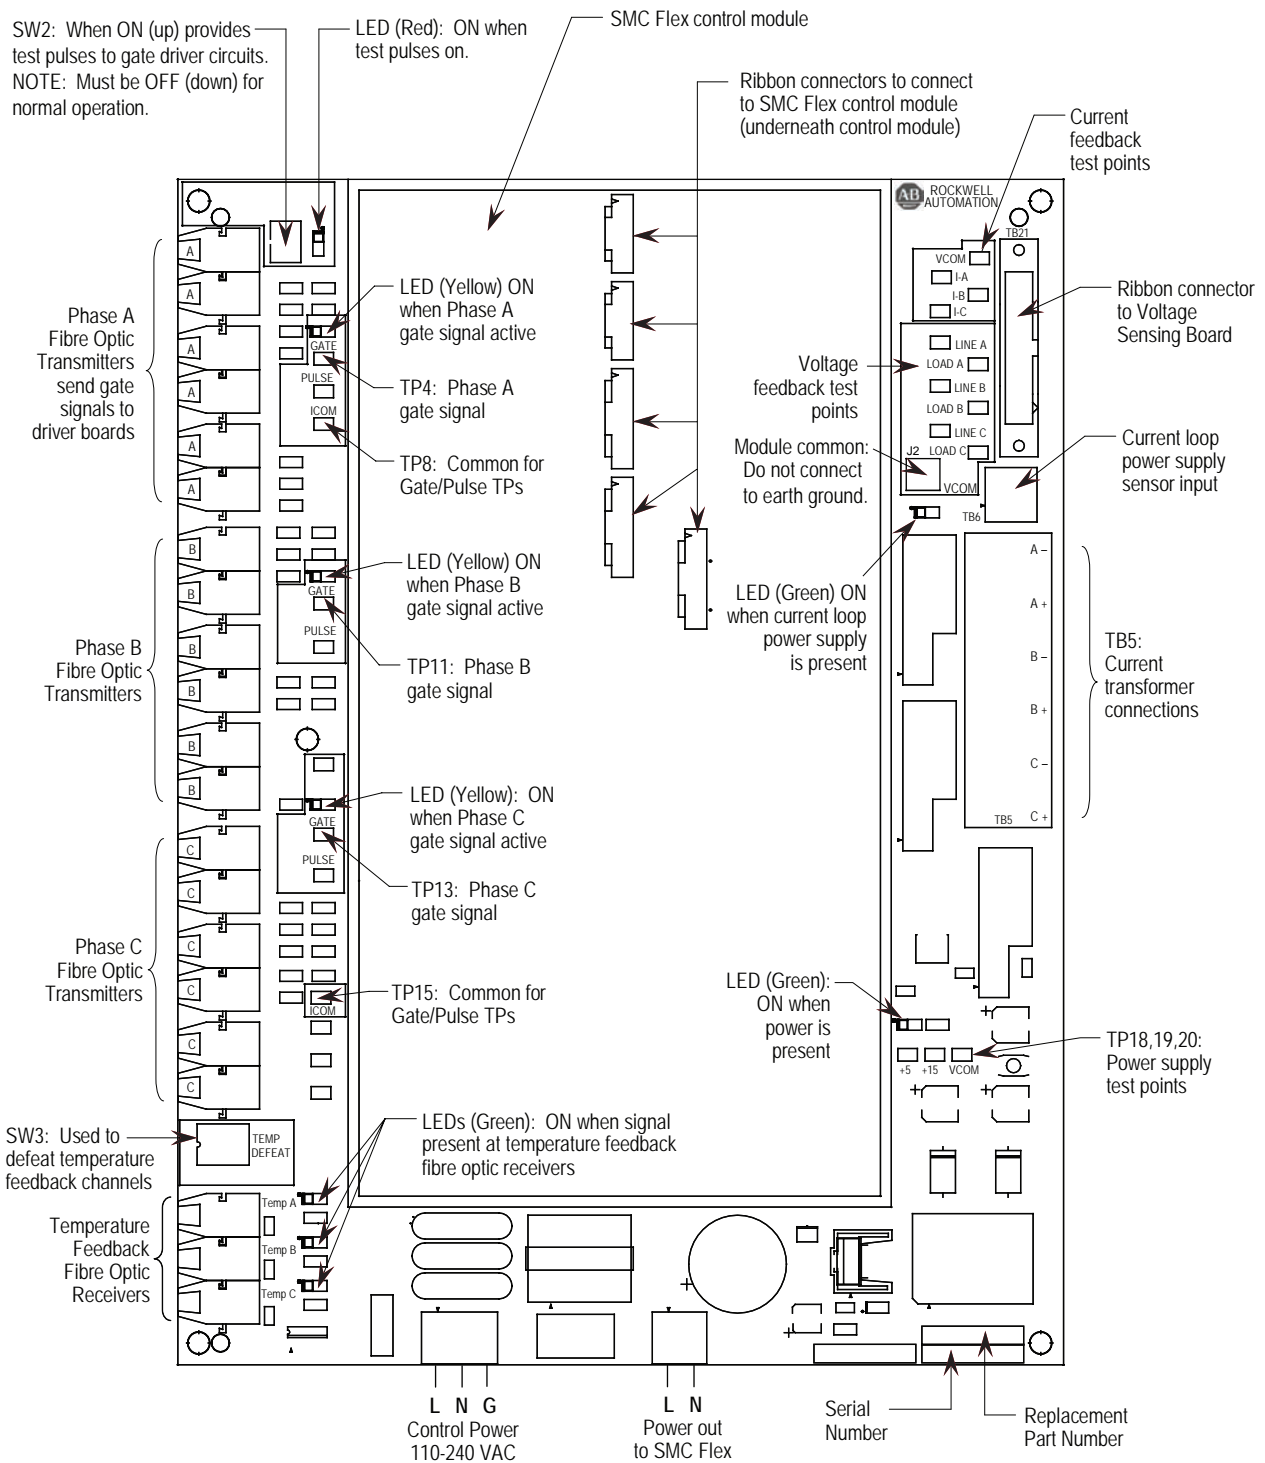 SW2: When ON (up) provides
test pulses to gate driver circuits.
NOTE: Must be OFF (down) for
normal operation.
LED (Red): ON when
test pulses on.
SMC Flex control module
Ribbon connectors to connect
to SMC Flex control module
(underneath control module)
Current
feedback
test points
AB
ROCKWELL
AUTOMATION
TB21
VCOM
I-A
I-B
I-C
Ribbon connector
to Voltage
Sensing Board
LINE A
LOAD A
LINE B
LOAD B
LINE C
LOAD C
J2
VCOM
TB6
Voltage
feedback test
points
Module common:
Do not connect
to earth ground.
Current loop
power supply
sensor input
LED (Green) ON
when current loop
power supply
is present
A –
A +
B –
B +
C –
C +
TB5
TB5:
Current
transformer
connections
Phase A
Fibre Optic
Transmitters
send gate
signals to
driver boards
A
A
A
A
A
A
LED (Yellow) ON
when Phase A
gate signal active
GATE
PULSE
ICOM
TP4: Phase A
gate signal
TP8: Common for
Gate/Pulse TPs
Phase B
Fibre Optic
Transmitters
B
B
B
B
B
B
LED (Yellow) ON
when Phase B
gate signal active
GATE
PULSE
TP11: Phase B
gate signal
LED (Yellow): ON
when Phase C
gate signal active
GATE
PULSE
TP13: Phase C
gate signal
Phase C
Fibre Optic
Transmitters
C
C
C
C
C
C
TP15: Common for
Gate/Pulse TPs
ICOM
LED (Green):
ON when
power is
present
+5
+15
VCOM
+
+
+
TP18,19,20:
Power supply
test points
SW3: Used to
defeat temperature
feedback channels
TEMP
DEFEAT
LEDs (Green): ON when signal
present at temperature feedback
fibre optic receivers
Temperature
Feedback
Fibre Optic
Receivers
Temp A
Temp B
Temp C
+
+
L N G
Control Power
110-240 VAC
L N
Power out
to SMC Flex
Serial
Number
Replacement
Part Number